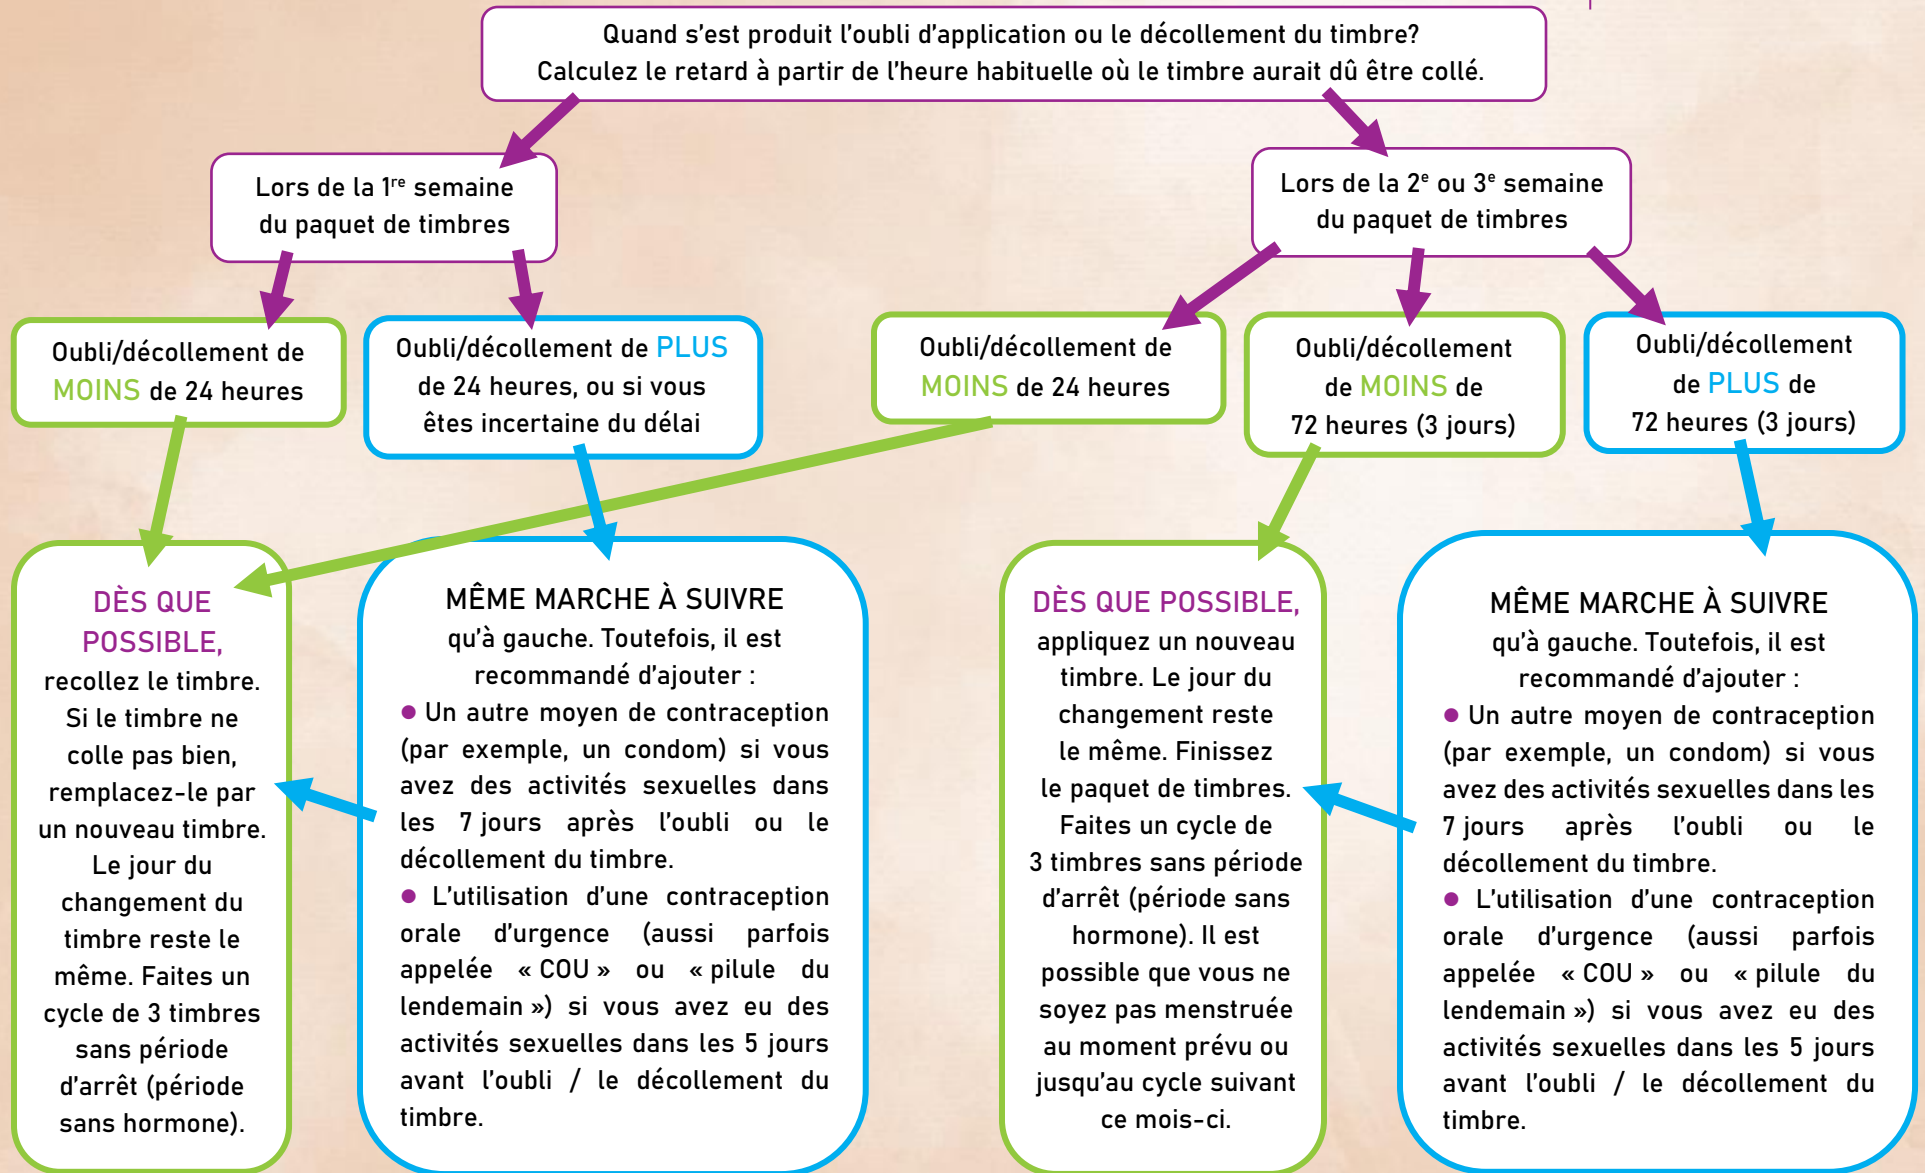 Quand s'est produit l'oubli d'application ou le décollement du timbre?
Calculez le retard à partir de l'heure habituelle où le timbre aurait dû être collé.
Lors de la 1re semaine
du paquet de timbres
Lors de la 2e ou 3e semaine
du paquet de timbres
Oubli/décollement de
MOINS de 24 heures
Oubli/décollement de PLUS
de 24 heures, ou si vous
êtes incertaine du délai
Oubli/décollement de
MOINS de 24 heures
Oubli/décollement
de MOINS de
72 heures (3 jours)
Oubli/décollement
de PLUS de
72 heures (3 jours)
DÈS QUE
POSSIBLE,
recollez le timbre.
Si le timbre ne
colle pas bien,
remplacez-le par
un nouveau timbre.
Le jour du
changement du
timbre reste le
même. Faites un
cycle de 3 timbres
sans période
d'arrêt (période
sans hormone).
MÊME MARCHE À SUIVRE
qu'à gauche. Toutefois, il est
recommandé d'ajouter :
● Un autre moyen de contraception
(par exemple, un condom) si vous
avez des activités sexuelles dans
les 7 jours après l'oubli ou le
décollement du timbre.
● L'utilisation d'une contraception
orale d'urgence (aussi parfois
appelée « COU » ou « pilule du
lendemain ») si vous avez eu des
activités sexuelles dans les 5 jours
avant l'oubli / le décollement du
timbre.
DÈS QUE POSSIBLE,
appliquez un nouveau
timbre. Le jour du
changement reste
le même. Finissez
le paquet de timbres.
Faites un cycle de
3 timbres sans période
d'arrêt (période sans
hormone). Il est
possible que vous ne
soyez pas menstruée
au moment prévu ou
jusqu'au cycle suivant
ce mois-ci.
MÊME MARCHE À SUIVRE
qu'à gauche. Toutefois, il est
recommandé d'ajouter :
● Un autre moyen de contraception
(par exemple, un condom) si vous
avez des activités sexuelles dans les
7 jours après l'oubli ou le
décollement du timbre.
● L'utilisation d'une contraception
orale d'urgence (aussi parfois
appelée « COU » ou « pilule du
lendemain ») si vous avez eu des
activités sexuelles dans les 5 jours
avant l'oubli / le décollement du
timbre.